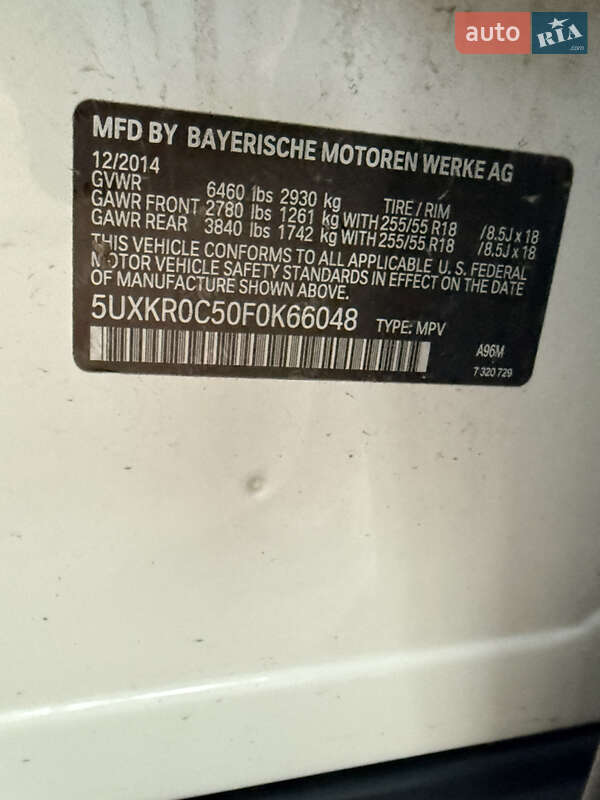 auto RIA .com
MFD BY BAYERISCHE MOTOREN WERKE AG
12/2014
GVWR 6460 lbs 2930 kg TIRE / RIM
GAWR FRONT 2780 lbs 1261 kg WITH 255/55 R18 /8.5J x 18
GAWR REAR 3840 lbs 1742 kg WITH 255/55 R18 /8.5J x 18
THIS VEHICLE CONFORMS TO ALL APPLICABLE U. S. FEDERAL
MOTOR VEHICLE SAFETY STANDARDS IN EFFECT ON THE DATE
OF MANUFACTURE SHOWN ABOVE.
5UXKR0C50F0K66048 TYPE: MPV
A96M
7 320 729